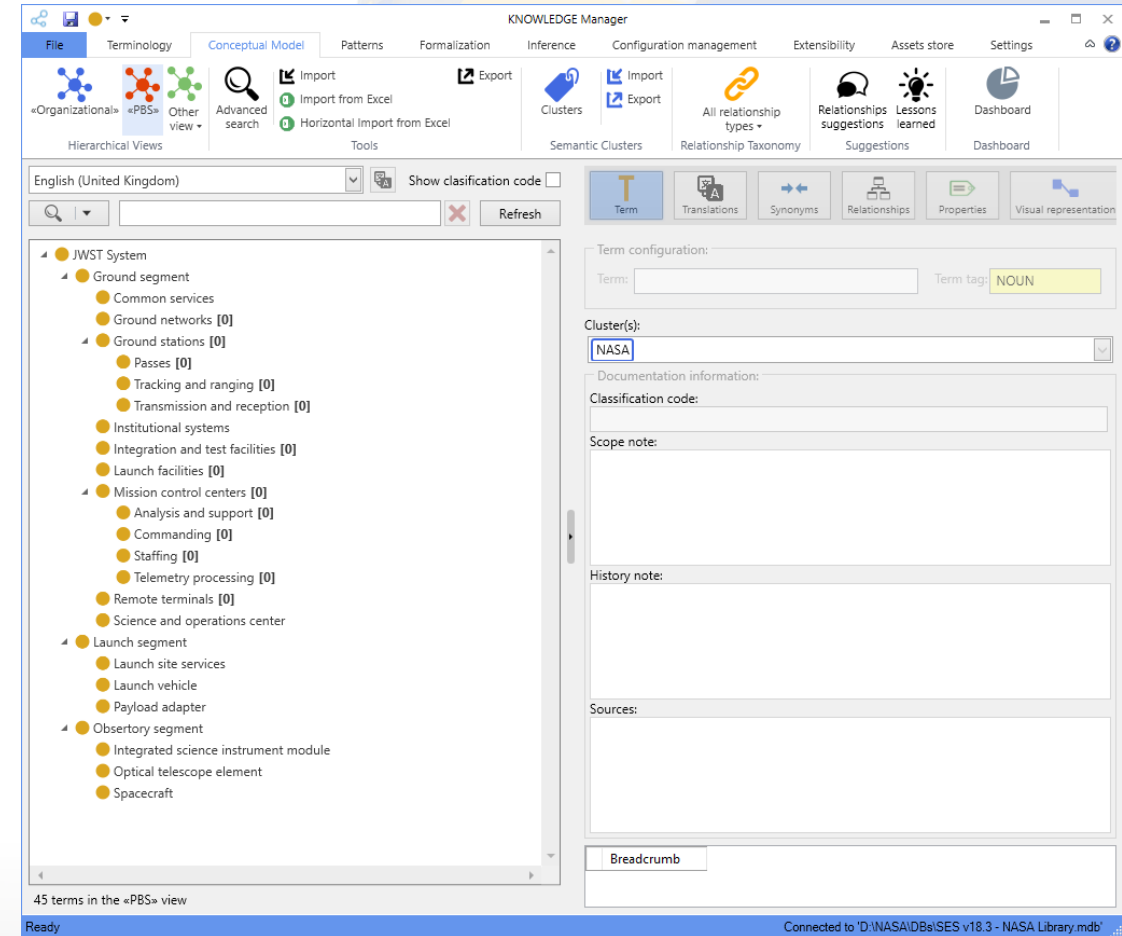 KNOWLEDGE Manager
File Terminology Conceptual Model Patterns Formalization Inference Configuration management Extensibility Assets store Settings
«Organizational» «PBS» Other view Advanced search Import Import from Excel Horizontal Import from Excel Export Clusters Import Export All relationship types Relationships suggestions Lessons learned Dashboard
Hierarchical Views Tools Semantic Clusters Relationship Taxonomy Suggestions Dashboard
English (United Kingdom) Show clasification code
Refresh
Term Translations Synonyms Relationships Properties Visual representation
JWST System
Ground segment
Common services
Ground networks [0]
Ground stations [0]
Passes [0]
Tracking and ranging [0]
Transmission and reception [0]
Institutional systems
Integration and test facilities [0]
Launch facilities [0]
Mission control centers [0]
Analysis and support [0]
Commanding [0]
Staffing [0]
Telemetry processing [0]
Remote terminals [0]
Science and operations center
Launch segment
Launch site services
Launch vehicle
Payload adapter
Obsertory segment
Integrated science instrument module
Optical telescope element
Spacecraft
45 terms in the «PBS» view
Term configuration:
Term: Term tag: NOUN
Cluster(s):
NASA
Documentation information:
Classification code:
Scope note:
History note:
Sources:
Breadcrumb
Ready Connected to 'D:\NASA\DBs\SES v18.3 - NASA Library.mdb'